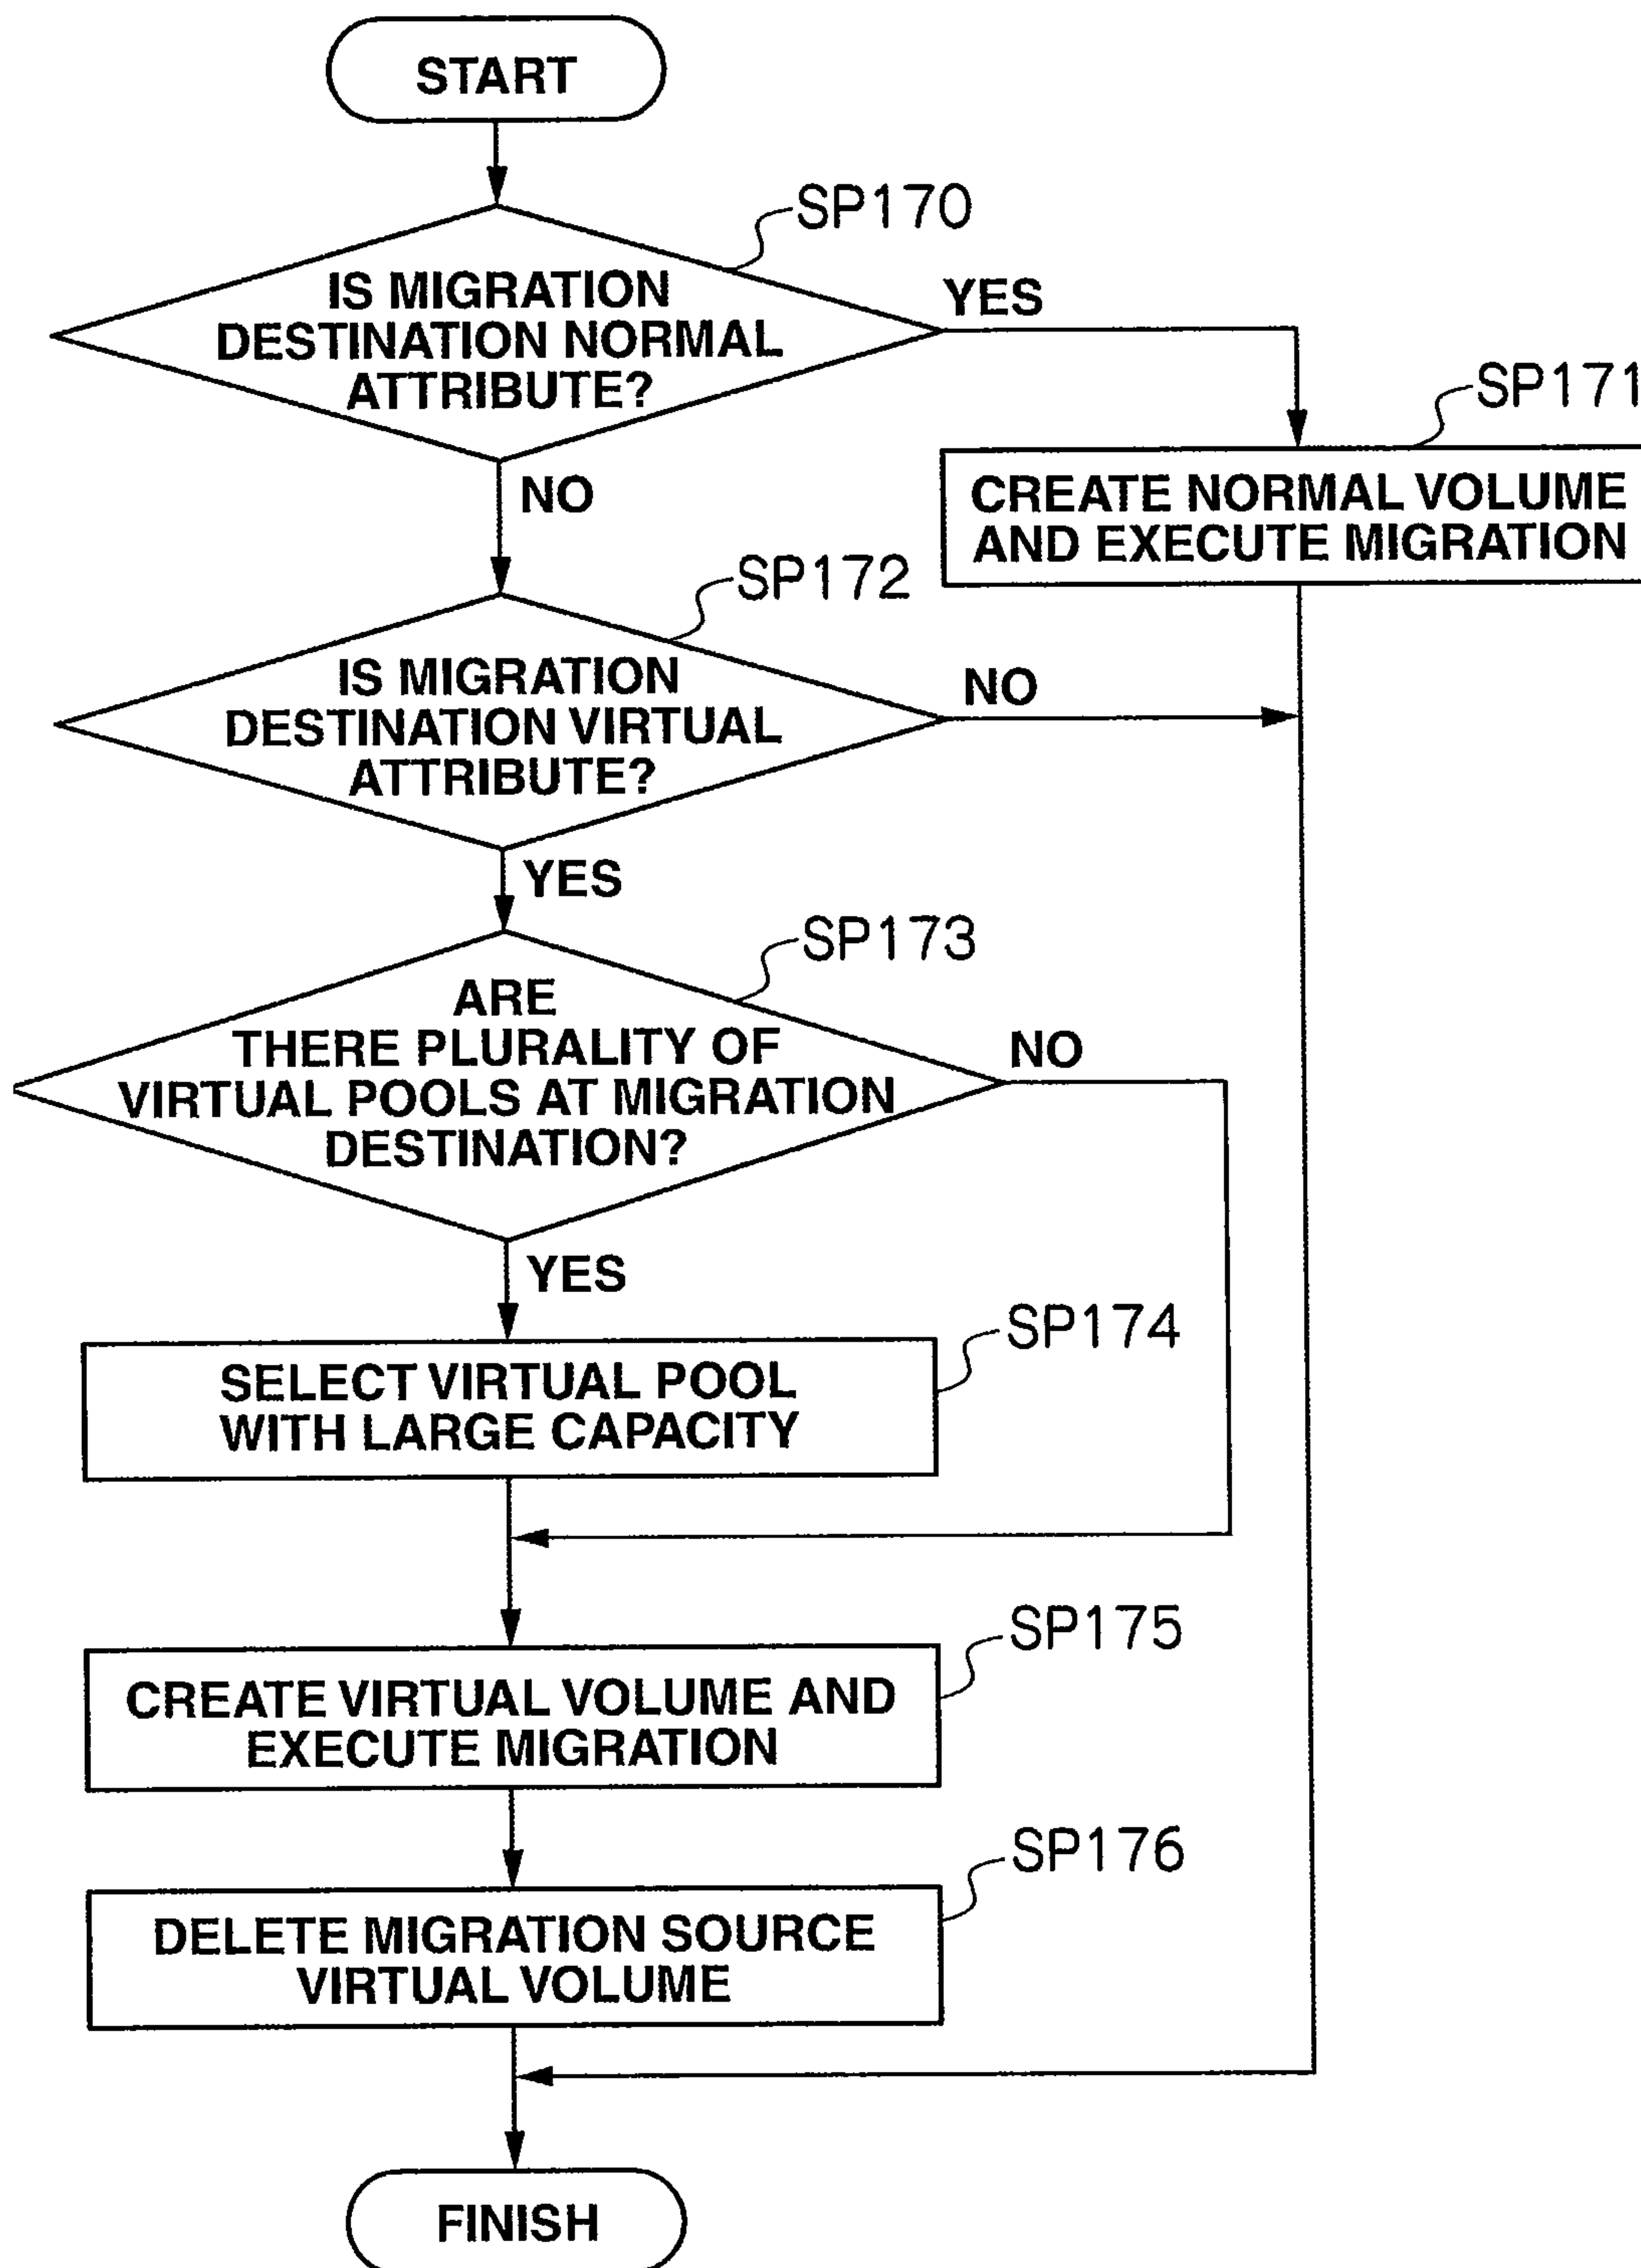 START
SP170
IS MIGRATION
DESTINATION NORMAL
ATTRIBUTE?
YES
SP171
CREATE NORMAL VOLUME
AND EXECUTE MIGRATION
NO
SP172
IS MIGRATION
DESTINATION VIRTUAL
ATTRIBUTE?
NO
YES
SP173
ARE
THERE PLURALITY OF
VIRTUAL POOLS AT MIGRATION
DESTINATION?
NO
YES
SP174
SELECT VIRTUAL POOL
WITH LARGE CAPACITY
SP175
CREATE VIRTUAL VOLUME AND
EXECUTE MIGRATION
SP176
DELETE MIGRATION SOURCE
VIRTUAL VOLUME
FINISH